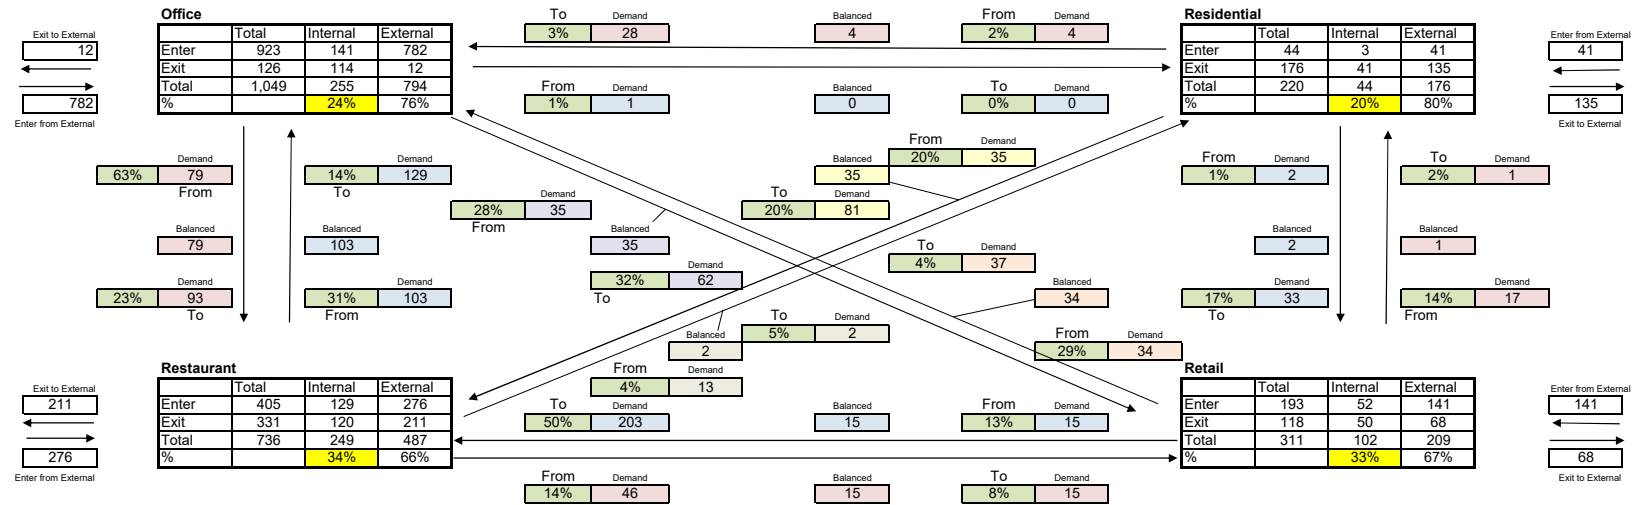 Office To Demand Balanced From Demand Residential
Exit to External Total Internal External 3% 28 4 2% 4 Total Internal External Enter from External
12 Enter 923 141 782 Enter 44 3 41 41
Exit 126 114 12 Exit 176 41 135
Total 1,049 255 794 From Demand Balanced To Demand Total 220 44 176
782 % 24% 76% 1% 1 0 0% 0 % 20% 80% 135
Enter from External Exit to External
From Demand
Balanced 20% 35
Demand Demand 35 From Demand To Demand
63% 79 14% 129 1% 2 2% 1
From To Demand To Demand
28% 35 20% 81
From
Balanced Balanced Balanced To Demand Balanced Balanced
79 103 35 2 1
4% 37
Demand
32% 62
Demand Demand To Balanced Demand Demand
23% 93 31% 103 34 17% 33 14% 17
To From To From
To Demand
Balanced 5% 2 From Demand
2 29% 34
Restaurant From Demand Retail
Exit to External Total Internal External 4% 13 Total Internal External Enter from External
211 Enter 405 129 276 To Demand Balanced From Demand Enter 193 52 141 141
Exit 331 120 211 50% 203 15 13% 15 Exit 118 50 68
Total 736 249 487 Total 311 102 209
276 % 34% 66% % 33% 67% 68
Enter from External From Demand Balanced To Demand Exit to External
14% 46 15 8% 15